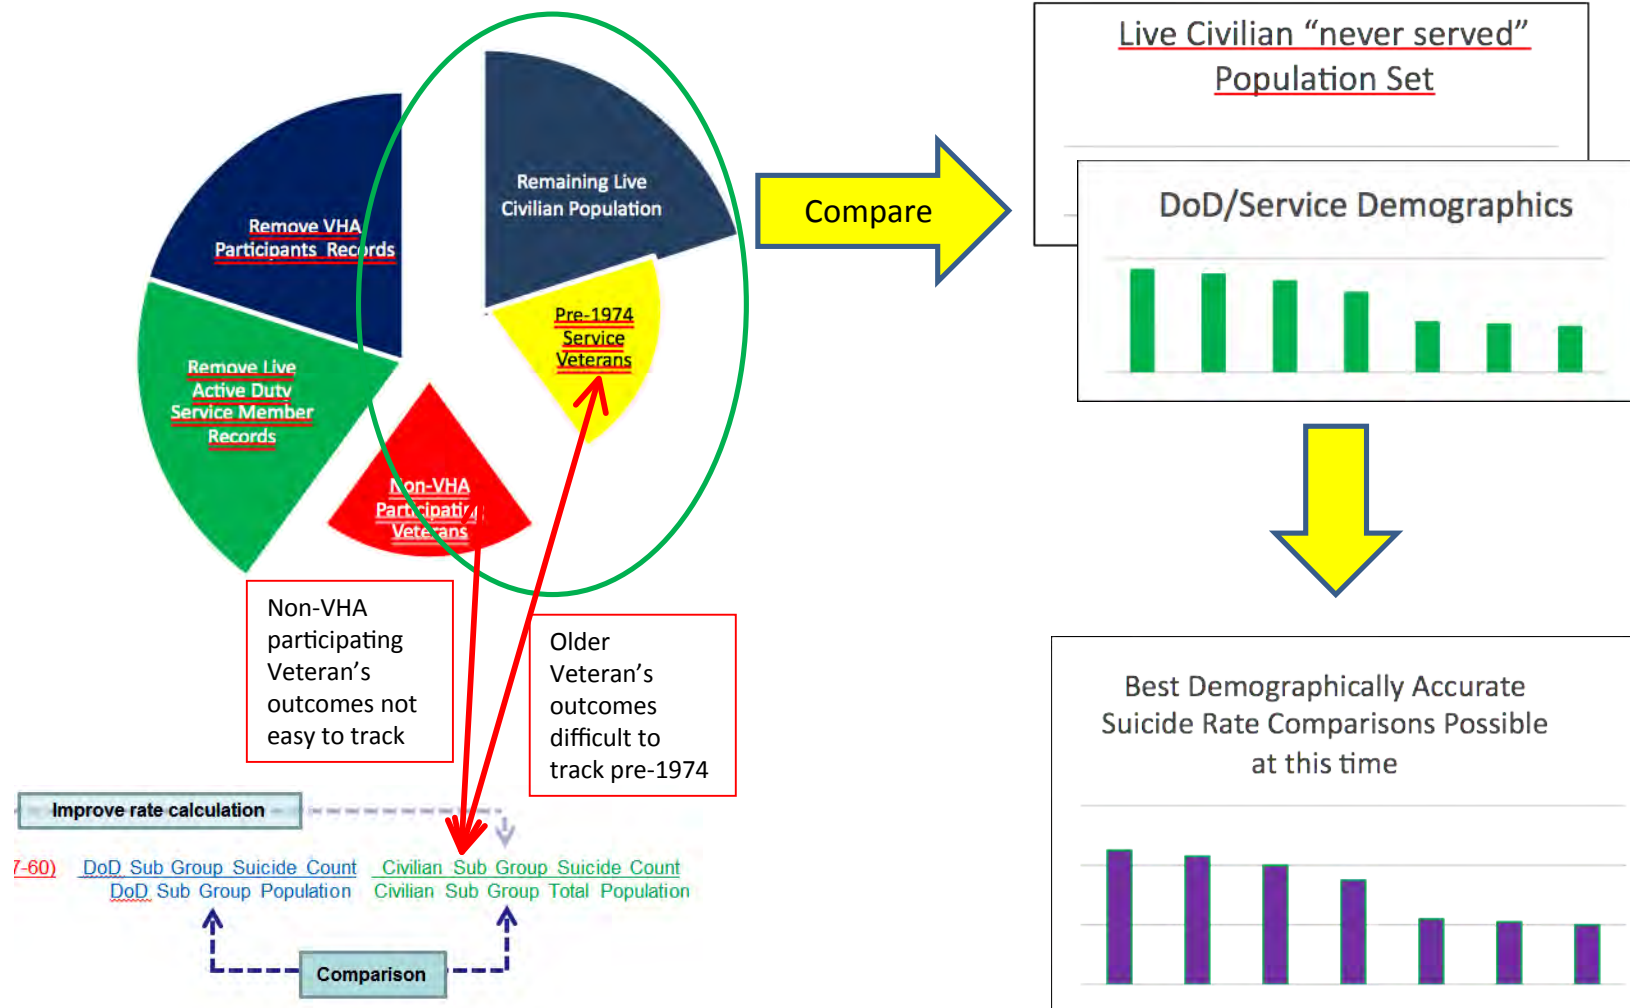 Live Civilian “never served”
Population Set
DoD/Service Demographics
Remaining Live
Civilian Population
Compare
Remove VHA
Participants Records
Pre-1974
Service
Veterans
Remove Live
Active Duty
Service Member
Records
Non-VHA
Participating
Veterans
Non-VHA
participating
Veteran’s
outcomes not
easy to track
Older
Veteran’s
outcomes
difficult to
track pre-1974
Best Demographically Accurate
Suicide Rate Comparisons Possible
at this time
Improve rate calculation
7-60) DoD Sub Group Suicide Count Civilian Sub Group Suicide Count
DoD Sub Group Population Civilian Sub Group Total Population
Comparison